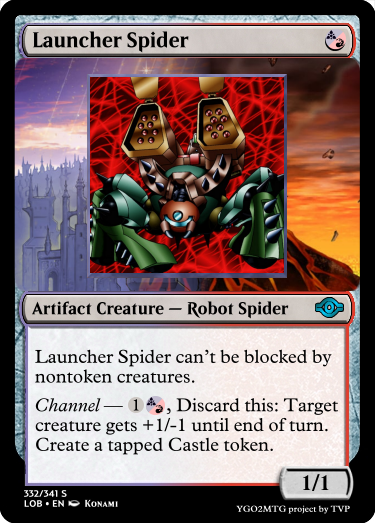 Launcher Spider
Artifact Creature — Robot Spider
Launcher Spider can't be blocked by
nontoken creatures.
Channel — 1, Discard this: Target
creature gets +1/-1 until end of turn.
Create a tapped Castle token.
1/1
332/341 S
LOB • EN Konami
YGO2MTG project by TVP